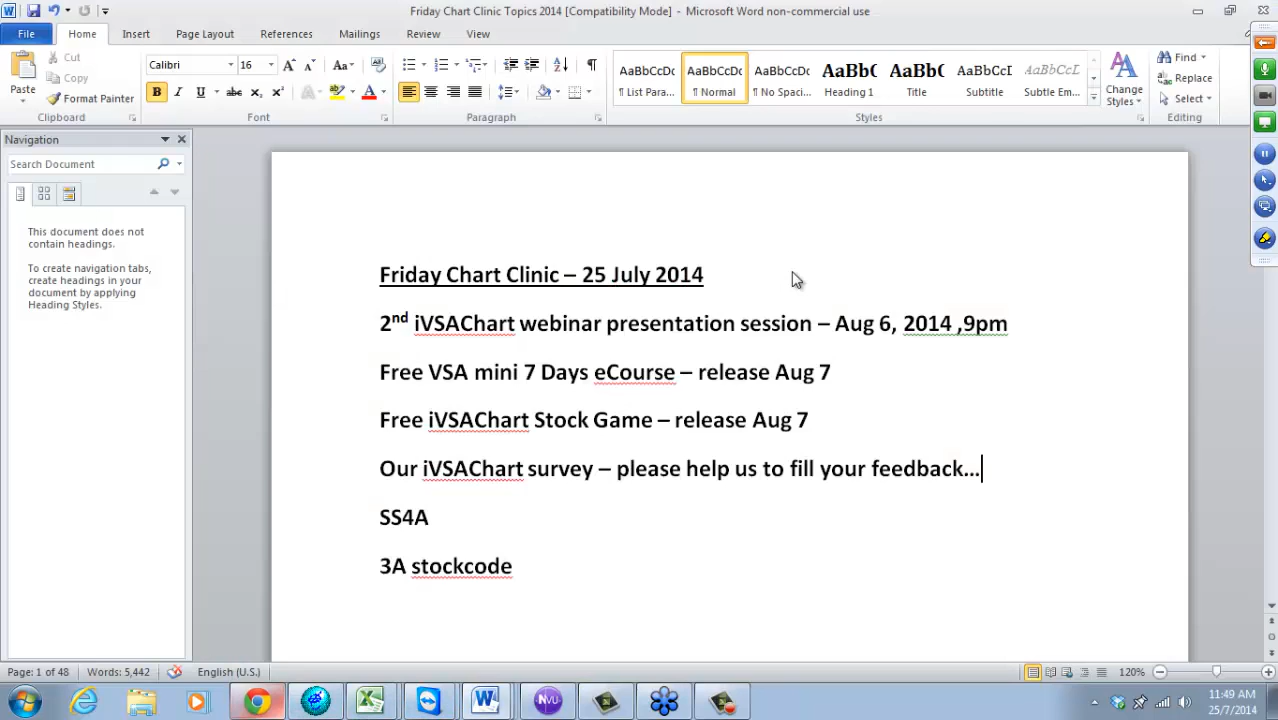 Friday Chart Clinic Topics 2014 [Compatibility Mode] - Microsoft Word non-commercial use
File Home Insert Page Layout References Mailings Review View
Cut
Copy
Format Painter
Paste
Calibri 16
AaBbCcDc AaBbCcDc AaBbCcDc AaBb( AaBb( AaBbCcD AaBbCcL
¶ List Para... ¶ Normal ¶ No Spaci... Heading 1 Title Subtitle Subtle Em...
Change
Styles
Find
Replace
Select
Clipboard Font Paragraph Styles Editing
Navigation
Search Document
This document does not
contain headings.
To create navigation tabs,
create headings in your
document by applying
Heading Styles.
Friday Chart Clinic – 25 July 2014
2nd iVSAChart webinar presentation session – Aug 6, 2014 ,9pm
Free VSA mini 7 Days eCourse – release Aug 7
Free iVSAChart Stock Game – release Aug 7
Our iVSAChart survey – please help us to fill your feedback...
SS4A
3A stockcode
Page: 1 of 48 Words: 5,442 English (U.S.) 120%
11:49 AM
25/7/2014